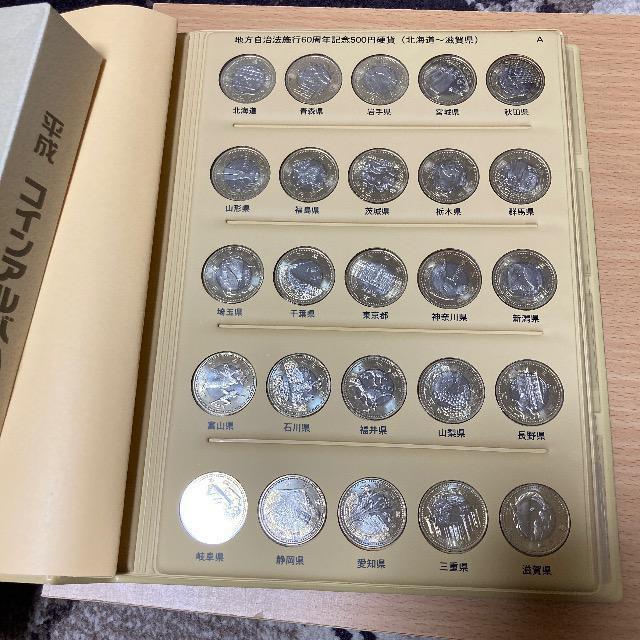 地方自治法施行60周年記念500円硬貨（北海道～滋賀県） A
北海道 青森県 岩手県 宮城県 秋田県
山形県 福島県 茨城県 栃木県 群馬県
埼玉県 千葉県 東京都 神奈川県 新潟県
富山県 石川県 福井県 山梨県 長野県
岐阜県 静岡県 愛知県 三重県 滋賀県
平成 コインアルバ